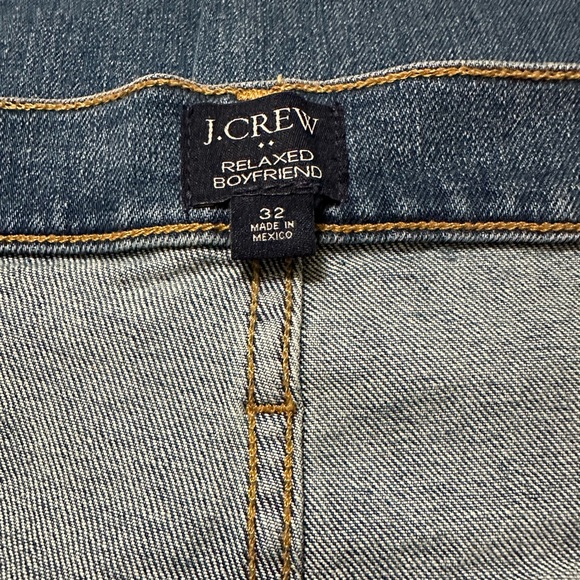 J.CREW
RELAXED
BOYFRIEND
32
MADE IN
MEXICO